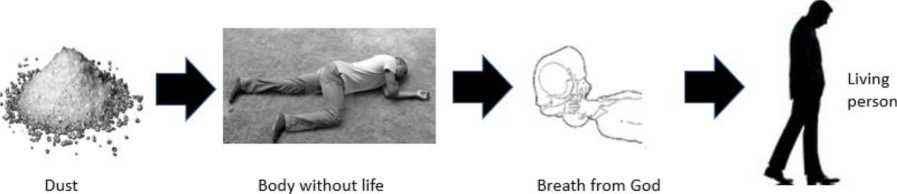 Dust
Body without life
Breath from God
Living
person